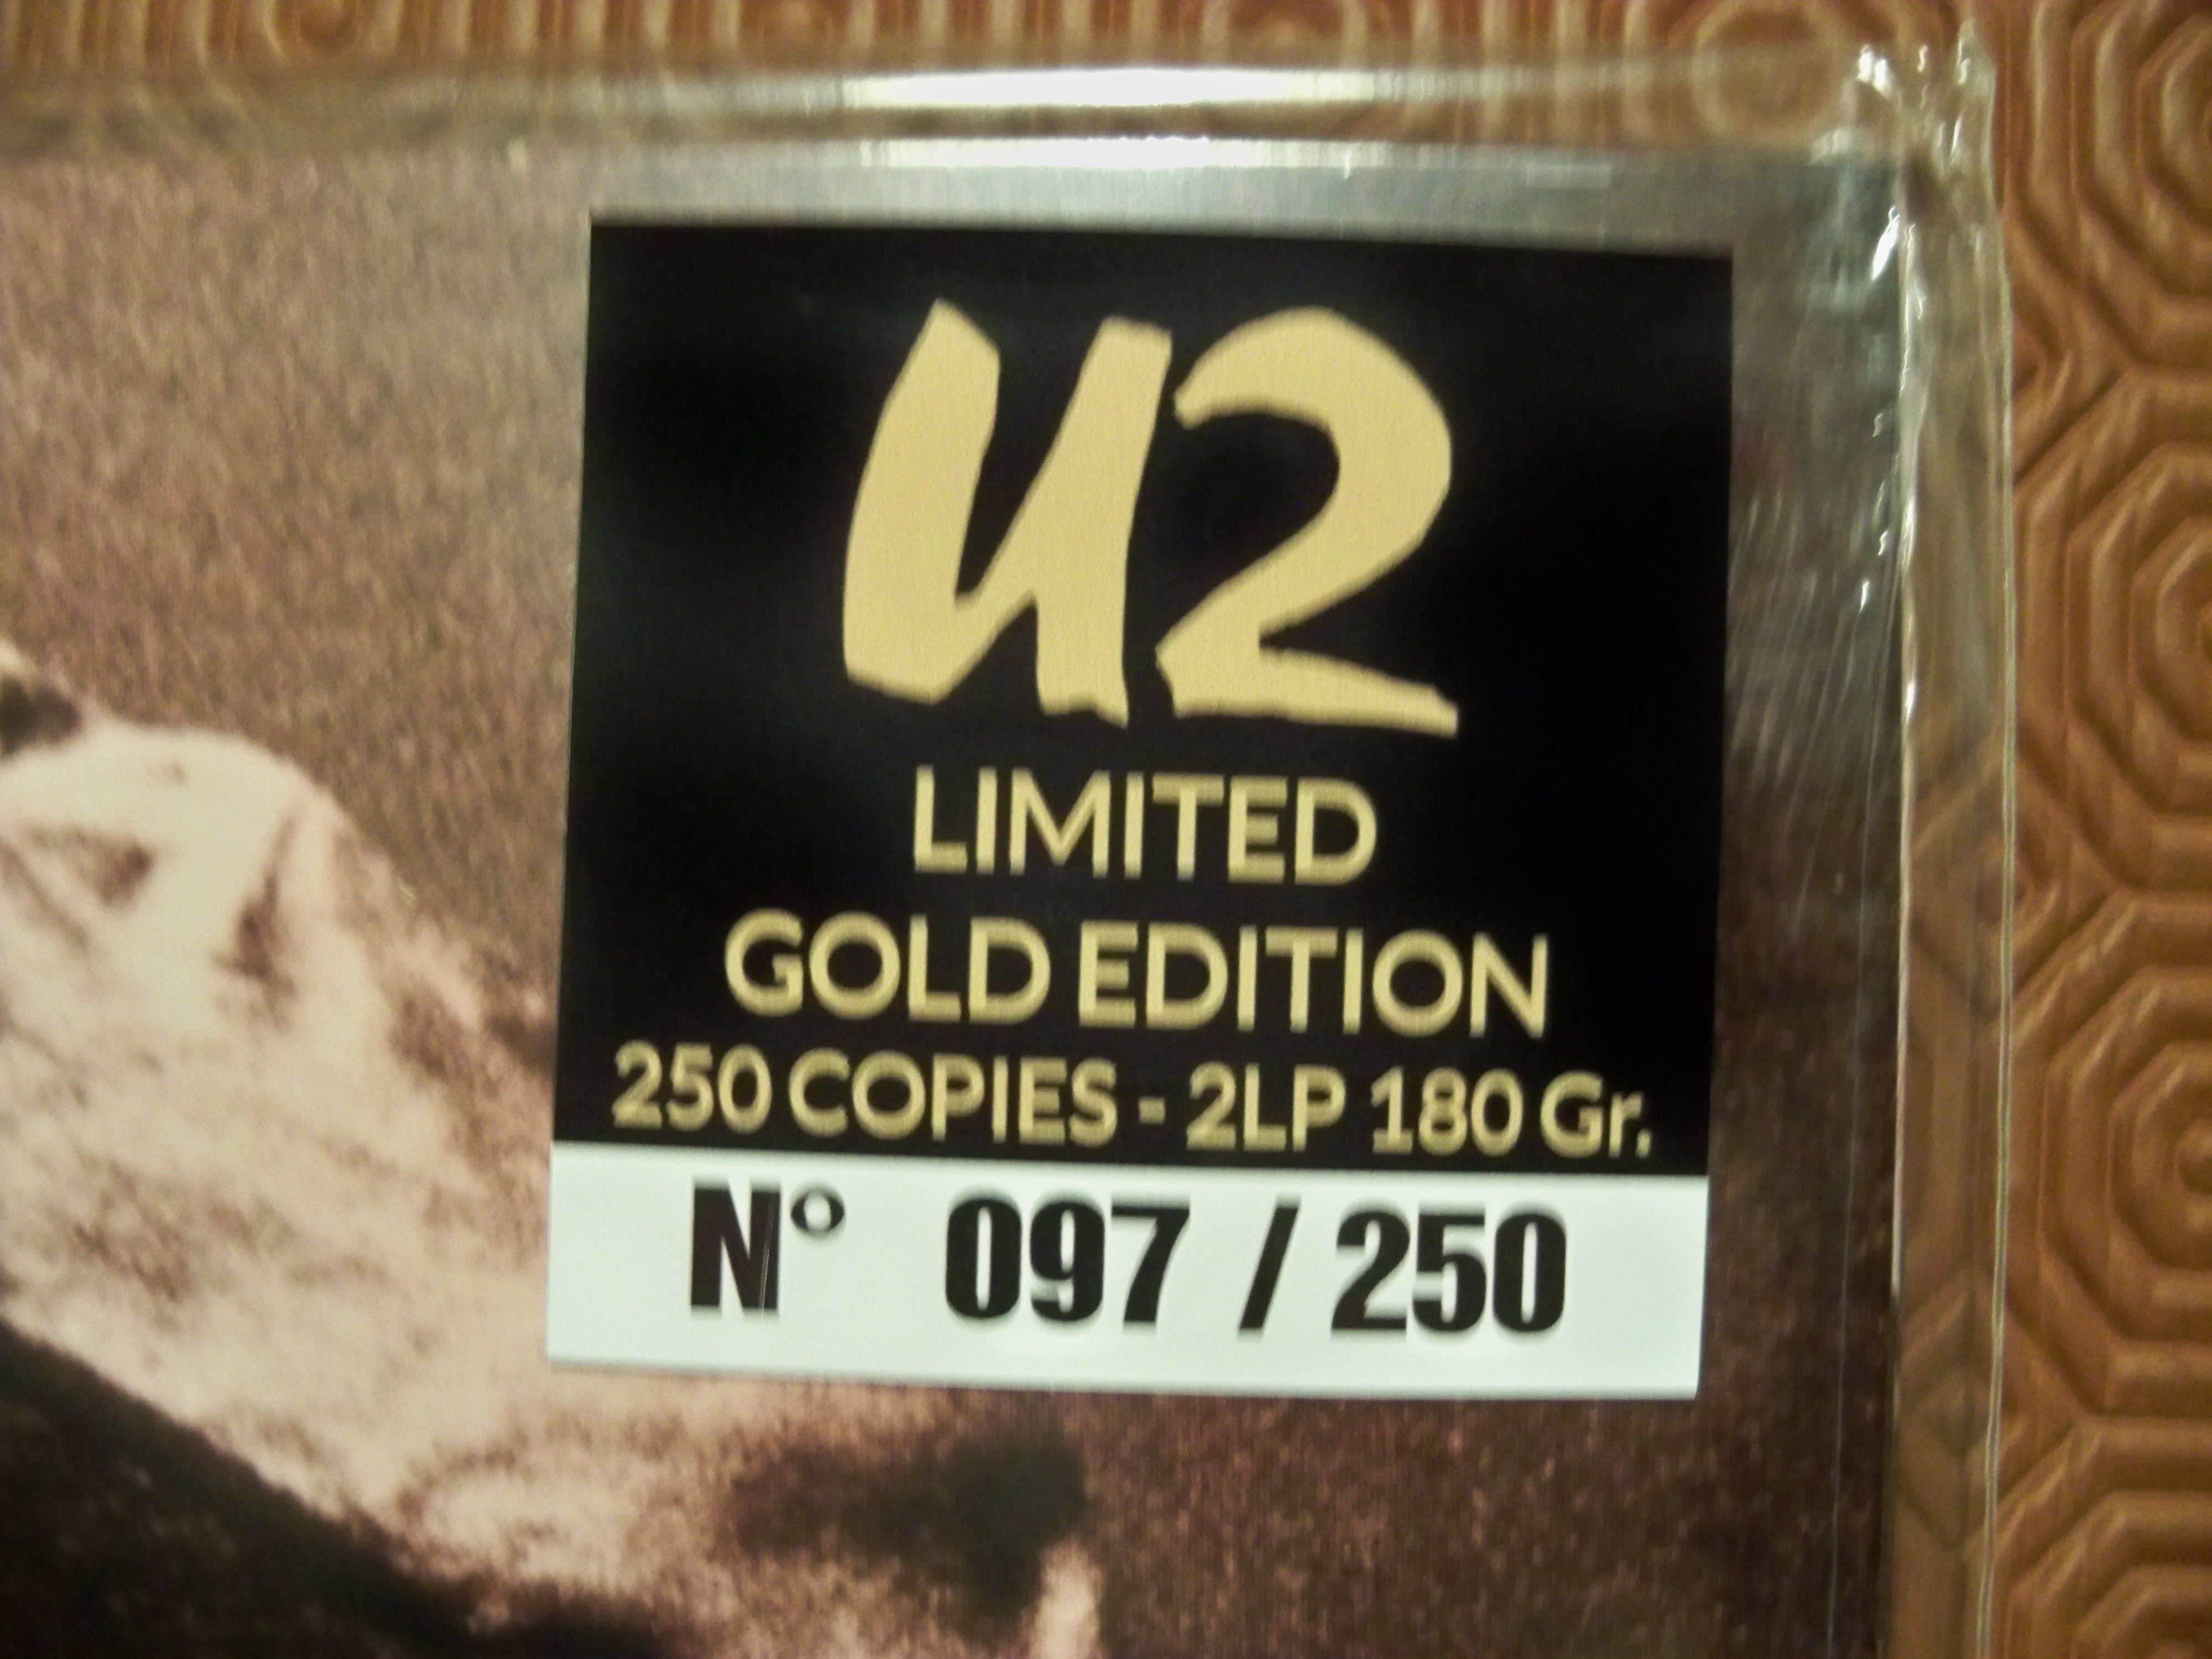 U2
LIMITED
GOLD EDITION
250 COPIES - 2LP 180 Gr.
N° 097 / 250